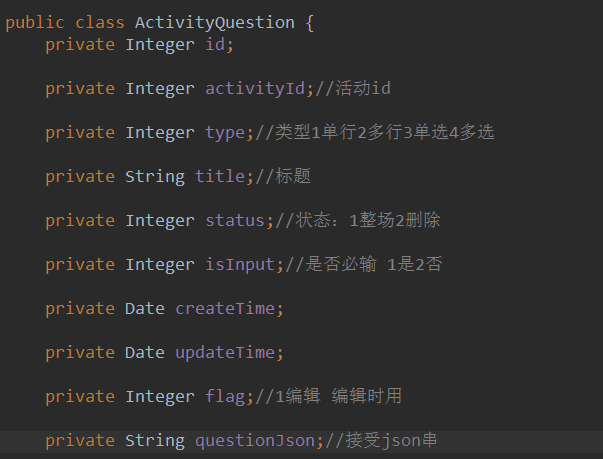 public class ActivityQuestion {
private Integer id;
private Integer activityId;//活动id
private Integer type;//类型1单行2多行3单选4多选
private String title;//标题
private Integer status;//状态：1整场2删除
private Integer isInput;//是否必输 1是2否
private Date createTime;
private Date updateTime;
private Integer flag;//1编辑 编辑时用
private String questionJson;//接受json串